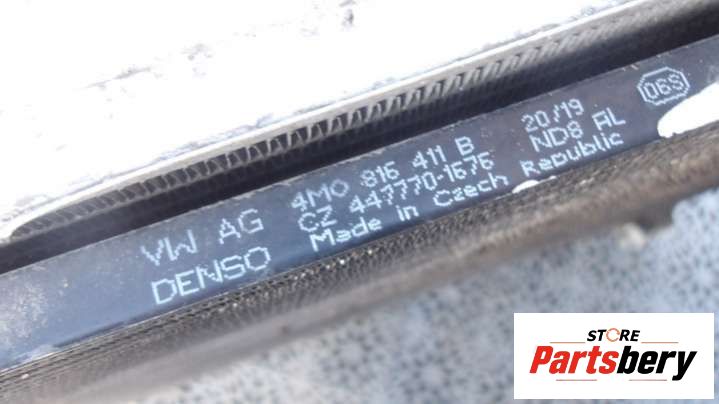 VW AG 4M0 816 411 B 20/19
DENSO CZ 447770-1676 ND8 AL
Made in Czech Republic
06S
STORE
Partsbery